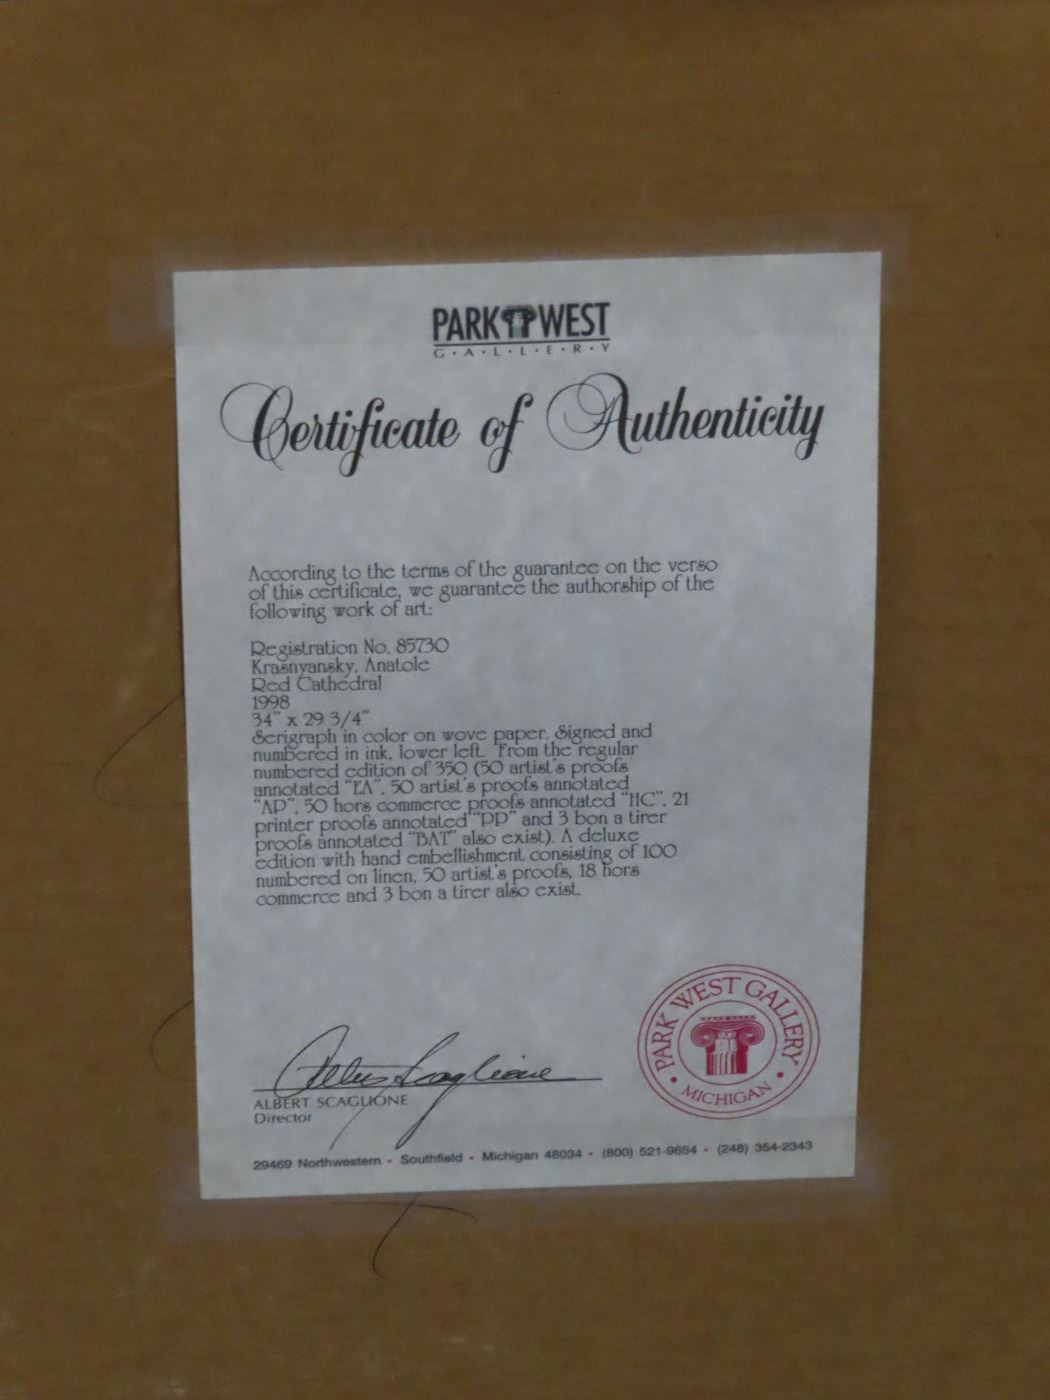 PARK WEST
G·A·L·L·E·R·Y
Certificate of Authenticity
According to the terms of the guarantee on the verso
of this certificate, we guarantee the authorship of the
following work of art:
Registration No. 85730
Krasnyansky, Anatole
Red Cathedral
1998
34" x 29 3/4"
Serigraph in color on wove paper. Signed and
numbered in ink, lower left. From the regular
numbered edition of 350 (50 artist's proofs
annotated "EA", 50 artist's proofs annotated
"AP", 50 hors commerce proofs annotated "HC", 21
printer proofs annotated "PP" and 3 bon a tirer
proofs annotated "BAT" also exist). A deluxe
edition with hand embellishment consisting of 100
numbered on linen, 50 artist's proofs, 18 hors
commerce and 3 bon a tirer also exist.
Albert Scaglione
ALBERT SCAGLIONE
Director
PARK WEST GALLERY
• MICHIGAN •
29469 Northwestern • Southfield • Michigan 48034 • (800) 521-9654 • (248) 354-2343